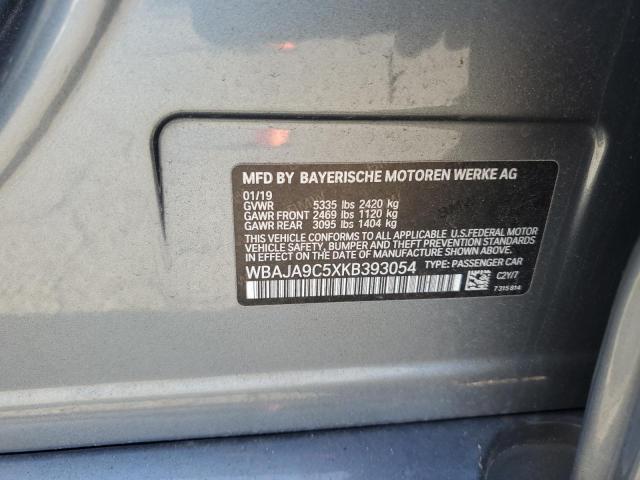 MFD BY BAYERISCHE MOTOREN WERKE AG
01/19
GVWR 5335 lbs 2420 kg
GAWR FRONT 2469 lbs 1120 kg
GAWR REAR 3095 lbs 1404 kg
THIS VEHICLE CONFORMS TO ALL APPLICABLE U.S.FEDERAL MOTOR
VEHICLE SAFETY, BUMPER AND THEFT PREVENTION STANDARDS
IN EFFECT ON THE DATE OF MANUFACTURE SHOWN
ABOVE.
WBAJA9C5XKB393054 TYPE: PASSENGER CAR
C2Y/7
7315814